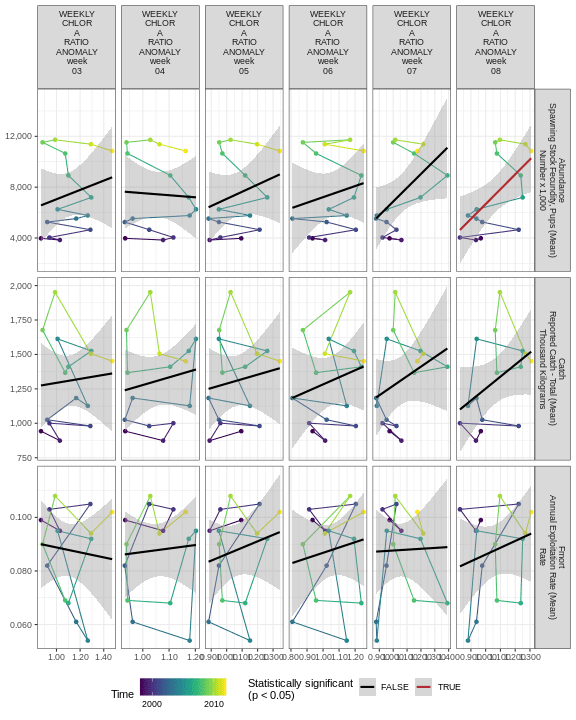 WEEKLY CHLOR A RATIO ANOMALY week 03
WEEKLY CHLOR A RATIO ANOMALY week 04
WEEKLY CHLOR A RATIO ANOMALY week 05
WEEKLY CHLOR A RATIO ANOMALY week 06
WEEKLY CHLOR A RATIO ANOMALY week 07
WEEKLY CHLOR A RATIO ANOMALY week 08
12,000
8,000
4,000
Abundance
Spawning Stock Fecundity, Pups (Mean)
Number x 1,000
2,000
1,750
1,500
1,250
1,000
750
Catch
Reported Catch - Total (Mean)
Thousand Kilograms
0.100
0.080
0.060
Fmort
Annual Exploitation Rate (Mean)
Rate
1.00 1.20 1.40
1.00 1.10 1.20
Time
2000 2010
Statistically significant
(p < 0.05)
FALSE
TRUE